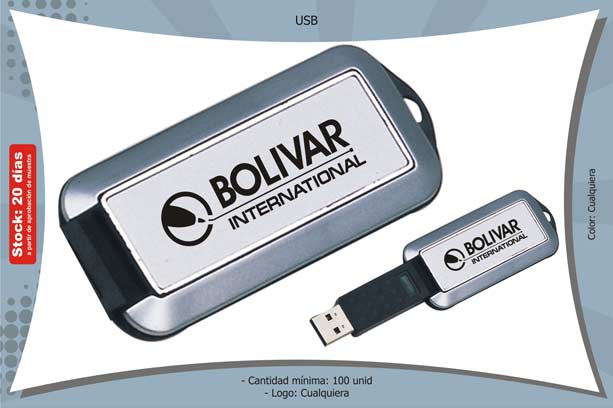 USB
Stock: 20 días
a partir de aprobación de muestra
BOLIVAR
INTERNATIONAL
BOLIVAR
INTERNATIONAL
Color: Cualquiera
- Cantidad mínima: 100 unid
- Logo: Cualquiera